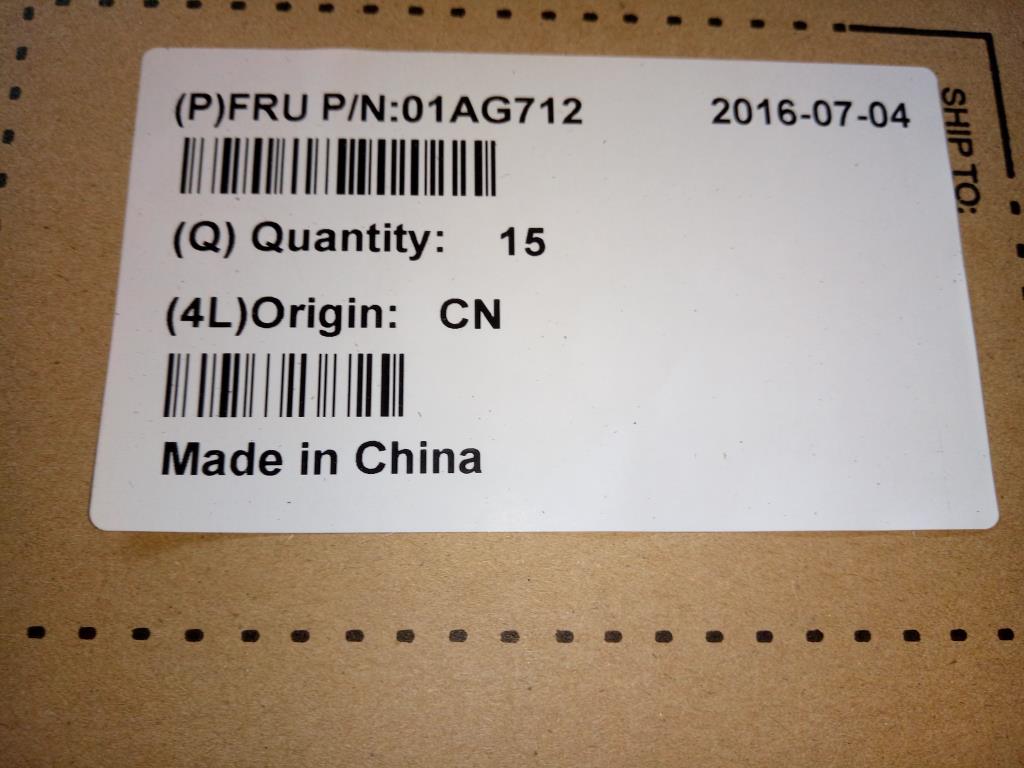 (P)FRU P/N:01AG712 2016-07-04
(Q) Quantity: 15
(4L)Origin: CN
Made in China
SHIP TO: